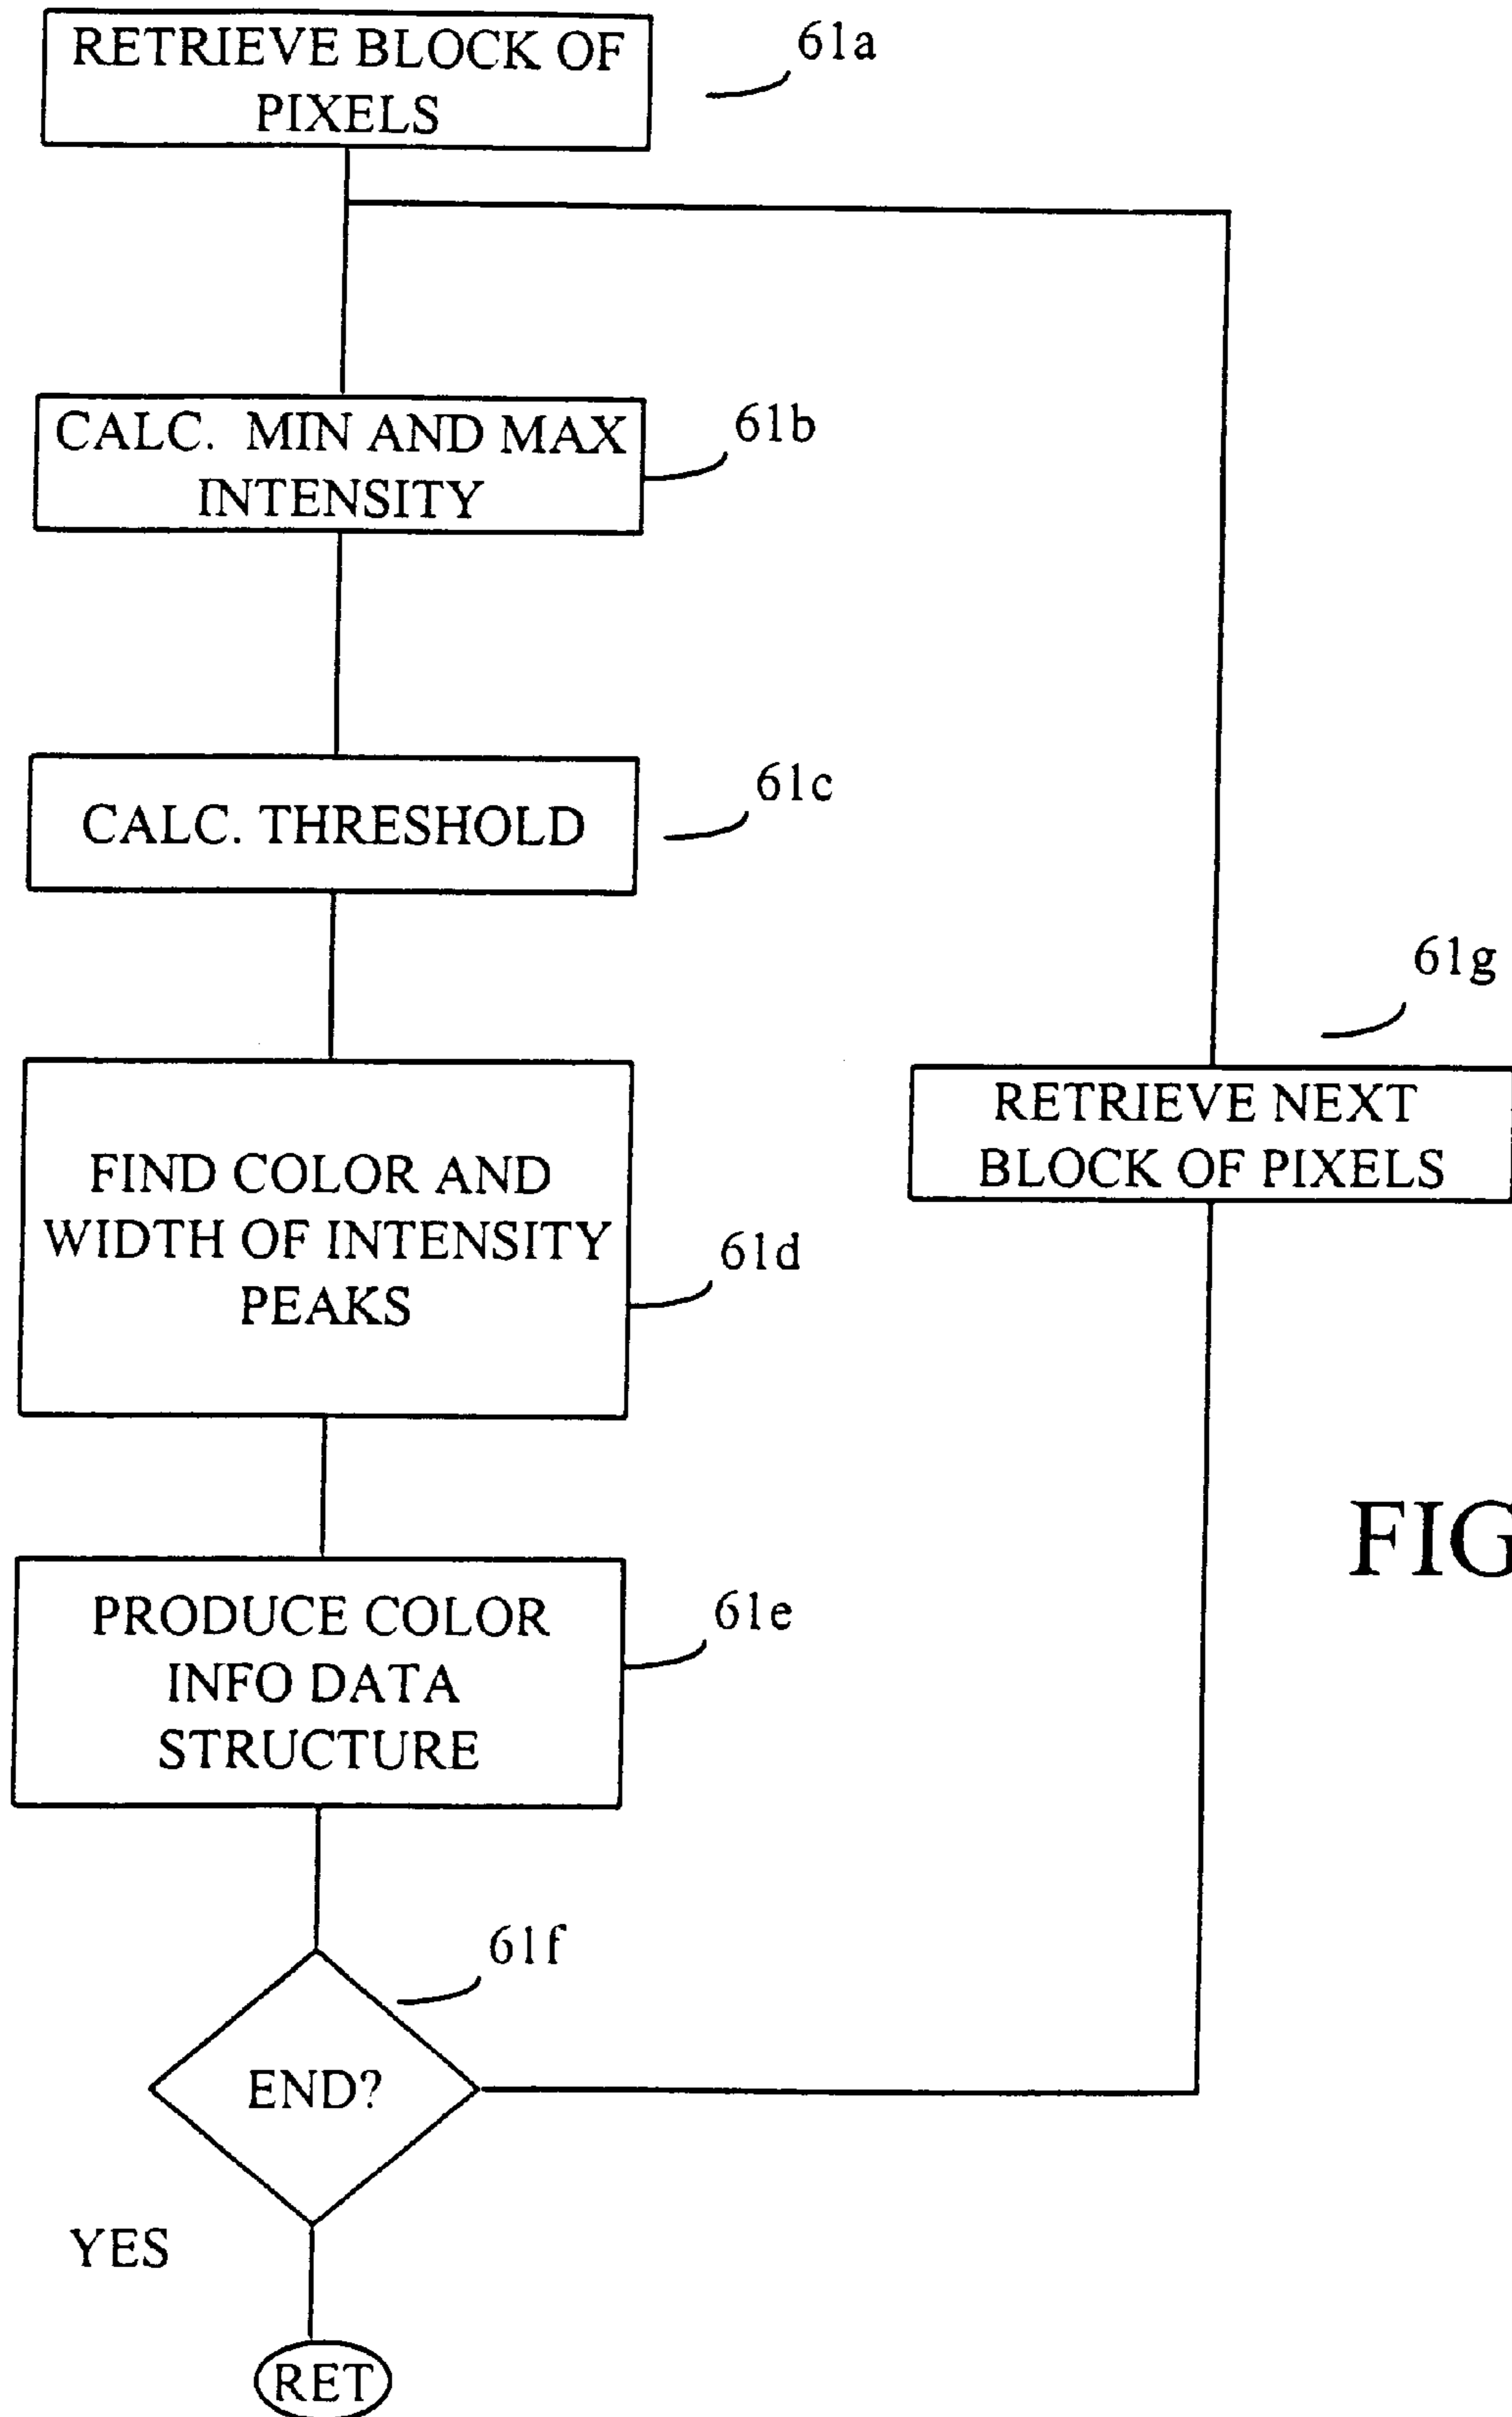 RETRIEVE BLOCK OF
PIXELS
61a
CALC. MIN AND MAX
INTENSITY
61b
CALC. THRESHOLD
61c
FIND COLOR AND
WIDTH OF INTENSITY
PEAKS
61d
61g
RETRIEVE NEXT
BLOCK OF PIXELS
FIG
PRODUCE COLOR
INFO DATA
STRUCTURE
61e
61f
END?
YES
RET